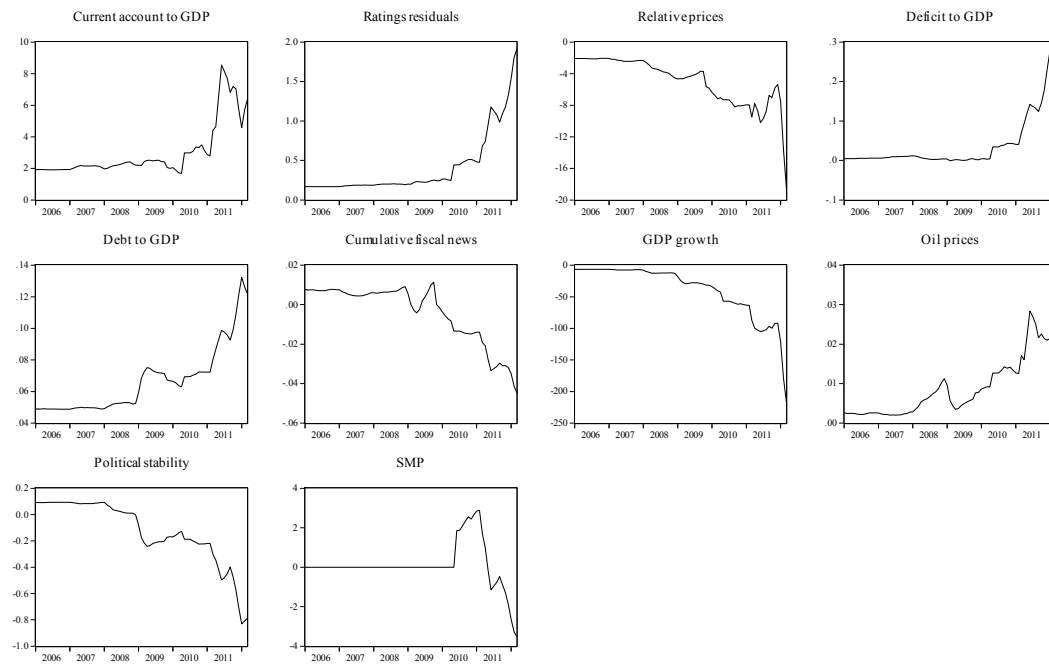 Current account to GDP
10
8
6
4
2
0
2006 2007 2008 2009 2010 2011
Ratings residuals
2.0
1.5
1.0
0.5
0.0
2006 2007 2008 2009 2010 2011
Relative prices
0
-4
-8
-12
-16
-20
2006 2007 2008 2009 2010 2011
Deficit to GDP
.3
.2
.1
.0
-.1
2006 2007 2008 2009 2010 2011
Debt to GDP
.14
.12
.10
.08
.06
.04
2006 2007 2008 2009 2010 2011
Cumulative fiscal news
.02
.00
-.02
-.04
-.06
2006 2007 2008 2009 2010 2011
GDP growth
0
-50
-100
-150
-200
-250
2006 2007 2008 2009 2010 2011
Oil prices
.04
.03
.02
.01
.00
2006 2007 2008 2009 2010 2011
Political stability
0.2
0.0
-0.2
-0.4
-0.6
-0.8
-1.0
2006 2007 2008 2009 2010 2011
SMP
4
2
0
-2
-4
2006 2007 2008 2009 2010 2011